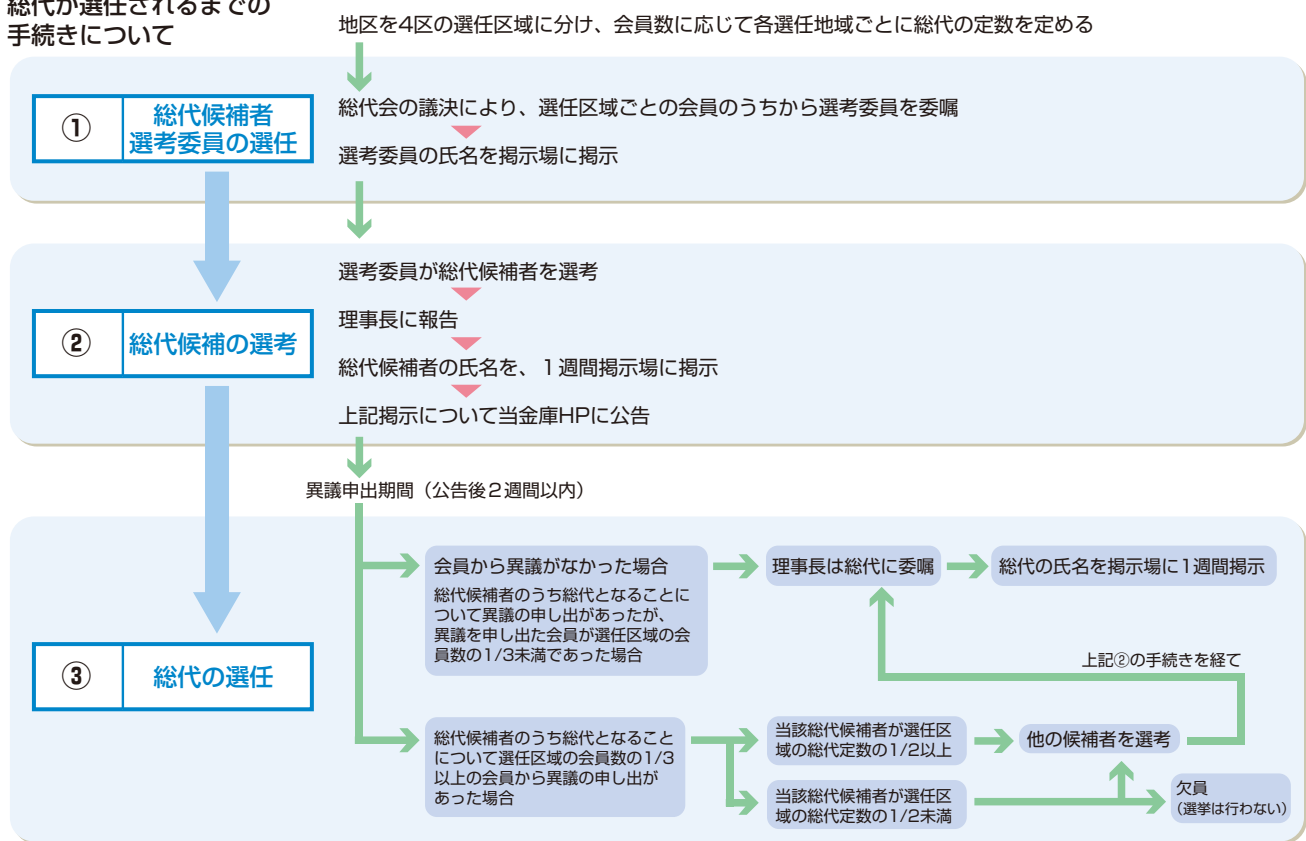 総代が選任されるまでの
手続きについて
地区を4区の選任区域に分け、会員数に応じて各選任地域ごとに総代の定数を定める
①
総代候補者
選考委員の選任
総代会の議決により、選任区域ごとの会員のうちから選考委員を委嘱
選考委員の氏名を掲示場に掲示
②
総代候補の選考
選考委員が総代候補者を選考
理事長に報告
総代候補者の氏名を、1週間掲示場に掲示
上記掲示について当金庫HPに公告
異議申出期間（公告後2週間以内）
③
総代の選任
会員から異議がなかった場合
総代候補者のうち総代となることに
ついて異議の申し出があったが、
異議を申し出た会員が選任区域の会
員数の1/3未満であった場合
理事長は総代に委嘱
総代の氏名を掲示場に1週間掲示
上記②の手続きを経て
総代候補者のうち総代となること
について選任区域の会員数の1/3
以上の会員から異議の申し出が
あった場合
当該総代候補者が選任区
域の総代定数の1/2以上
他の候補者を選考
当該総代候補者が選任区
域の総代定数の1/2未満
欠員
（選挙は行わない）